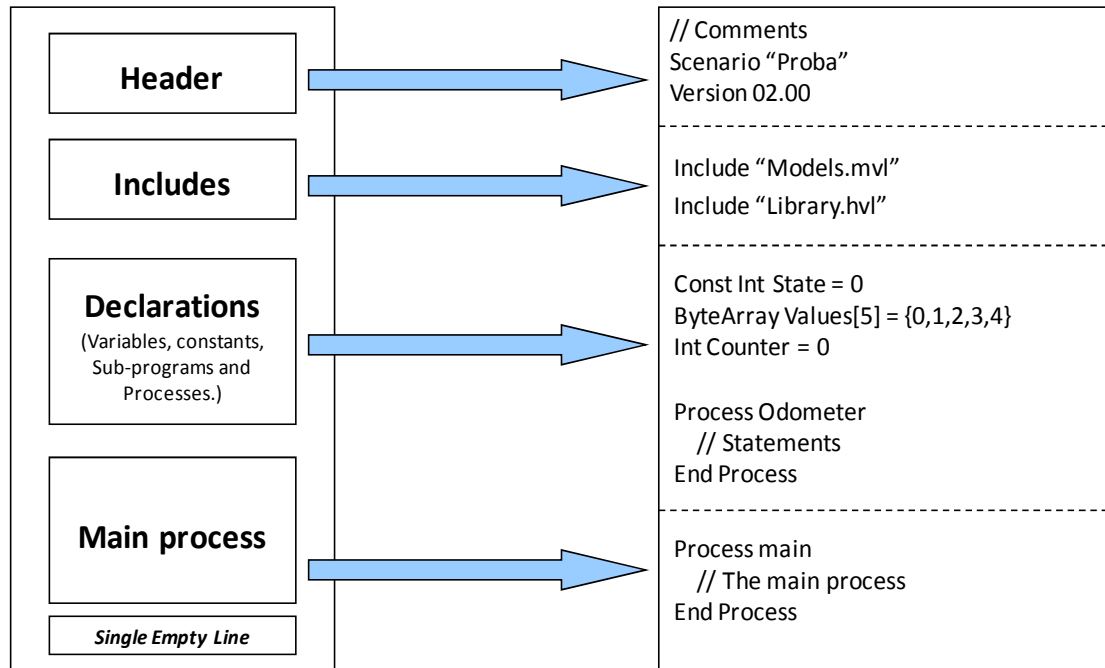 Header
// Comments
Scenario “Proba”
Version 02.00
Includes
Include “Models.mvl”
Include “Library.hvl”
Declarations
(Variables, constants,
Sub-programs and
Processes.)
Const Int State = 0
ByteArray Values[5] = {0,1,2,3,4}
Int Counter = 0
Process Odometer
// Statements
End Process
Main process
Process main
// The main process
End Process
Single Empty Line